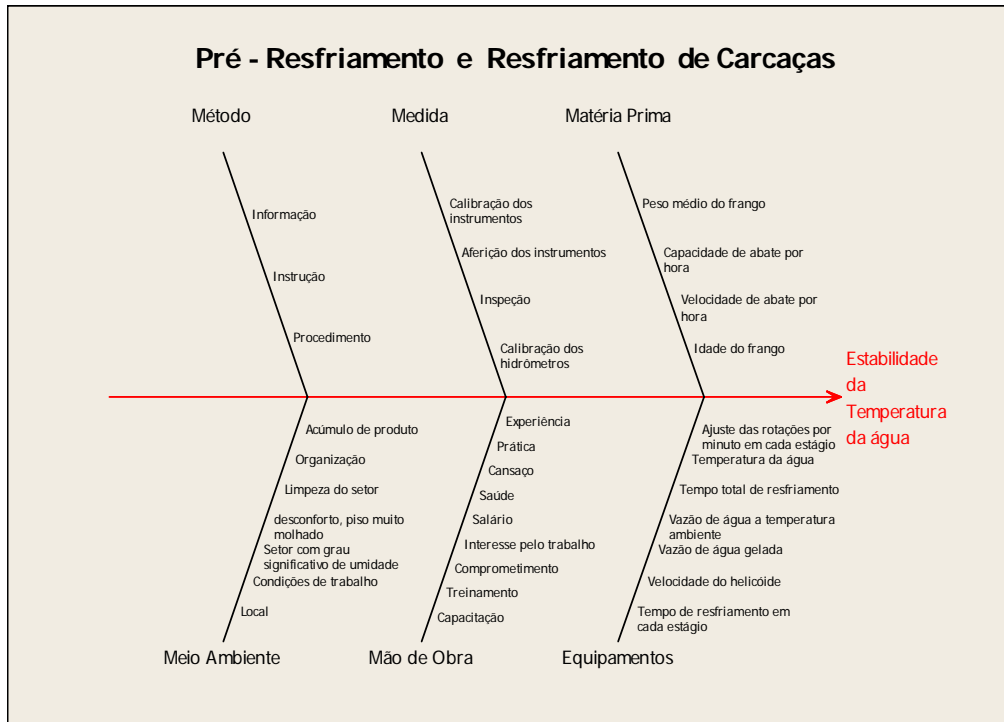 Pré - Resfriamento e Resfriamento de Carcaças
Método
Medida
Matéria Prima
Informação
Instrução
Procedimento
Calibração dos
instrumentos
Aferição dos instrumentos
Inspeção
Calibração dos
hidrômetros
Peso médio do frango
Capacidade de abate por
hora
Velocidade de abate por
hora
Idade do frango
Estabilidade
da
Temperatura
da água
Acúmulo de produto
Organização
Limpeza do setor
desconforto, piso muito
molhado
Setor com grau
significativo de umidade
Condições de trabalho
Local
Experiência
Prática
Cansaço
Saúde
Salário
Interesse pelo trabalho
Comprometimento
Treinamento
Capacitação
Ajuste das rotações por
minuto em cada estágio
Temperatura da água
Tempo total de resfriamento
Vazão de água a temperatura
ambiente
Vazão de água gelada
Velocidade do helicóide
Tempo de resfriamento em
cada estágio
Meio Ambiente
Mão de Obra
Equipamentos